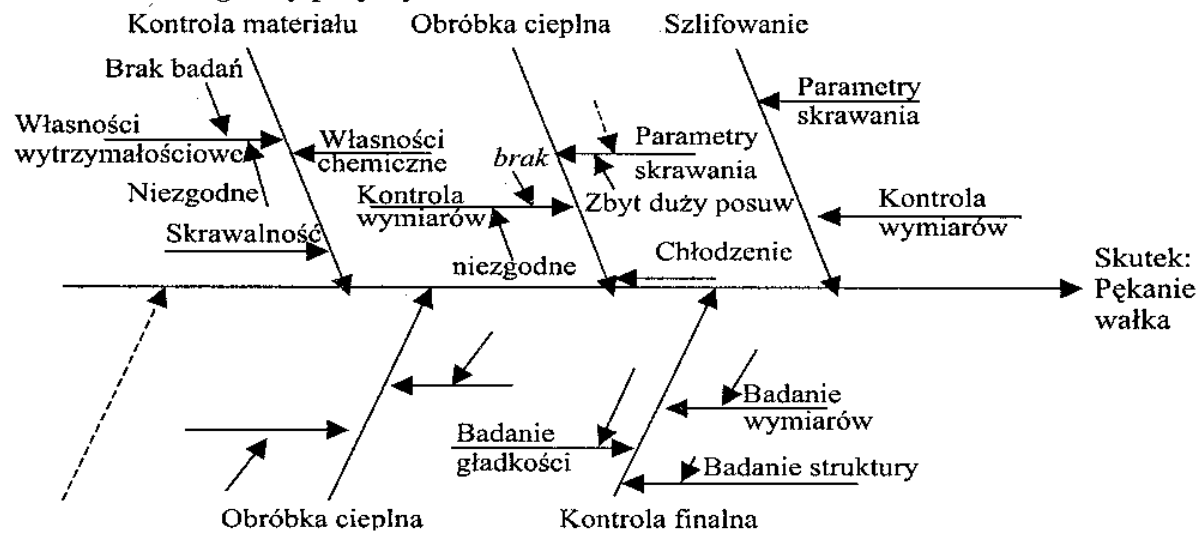 Kontrola materiału
Obróbka cieplna
Szlifowanie
Brak badań
Własności
wytrzymałościowe
Niezgodne
Własności
chemiczne
Skrawalność
brak
Kontrola
wymiarów
niezgodne
Parametry
skrawania
Zbyt duży posuw
Chłodzenie
Parametry
skrawania
Kontrola
wymiarów
Skutek:
Pękanie
wałka
Badanie
gładkości
Badanie
wymiarów
Badanie struktury
Obróbka cieplna
Kontrola finalna